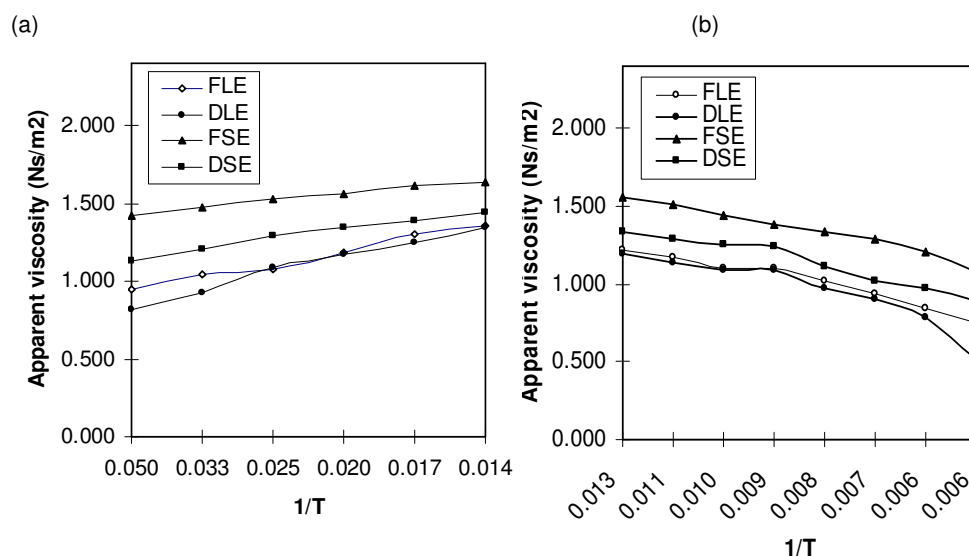 (a)
(b)
FLE
DLE
FSE
DSE
2.000
1.500
1.000
0.500
0.000
Apparent viscosity (Ns/m2)
0.050 0.033 0.025 0.020 0.017 0.014
1/T
FLE
DLE
FSE
DSE
2.000
1.500
1.000
0.500
0.000
Apparent viscosity (Ns/m2)
0.013 0.011 0.010 0.009 0.008 0.007 0.006 0.006
1/T